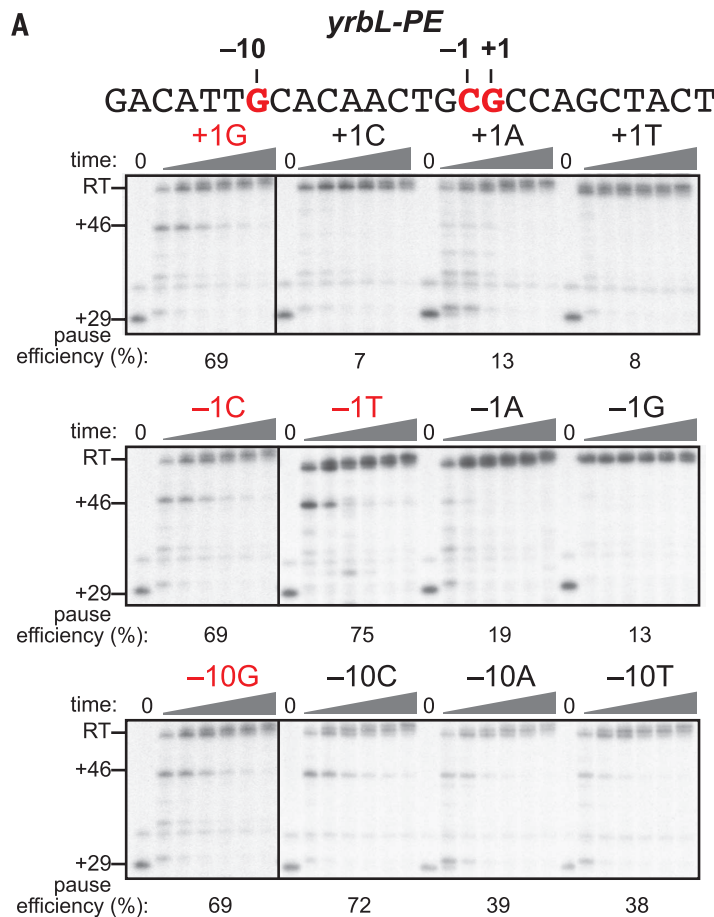 A
yrbL-PE
–10 –1 +1
GACATTGCACAACTGCGCCAGCTACT
+1G +1C +1A +1T
time: 0 0 0 0
RT
+46
+29
pause
efficiency (%): 69 7 13 8
–1C –1T –1A –1G
time: 0 0 0 0
RT
+46
+29
pause
efficiency (%): 69 75 19 13
–10G –10C –10A –10T
time: 0 0 0 0
RT
+46
+29
pause
efficiency (%): 69 72 39 38